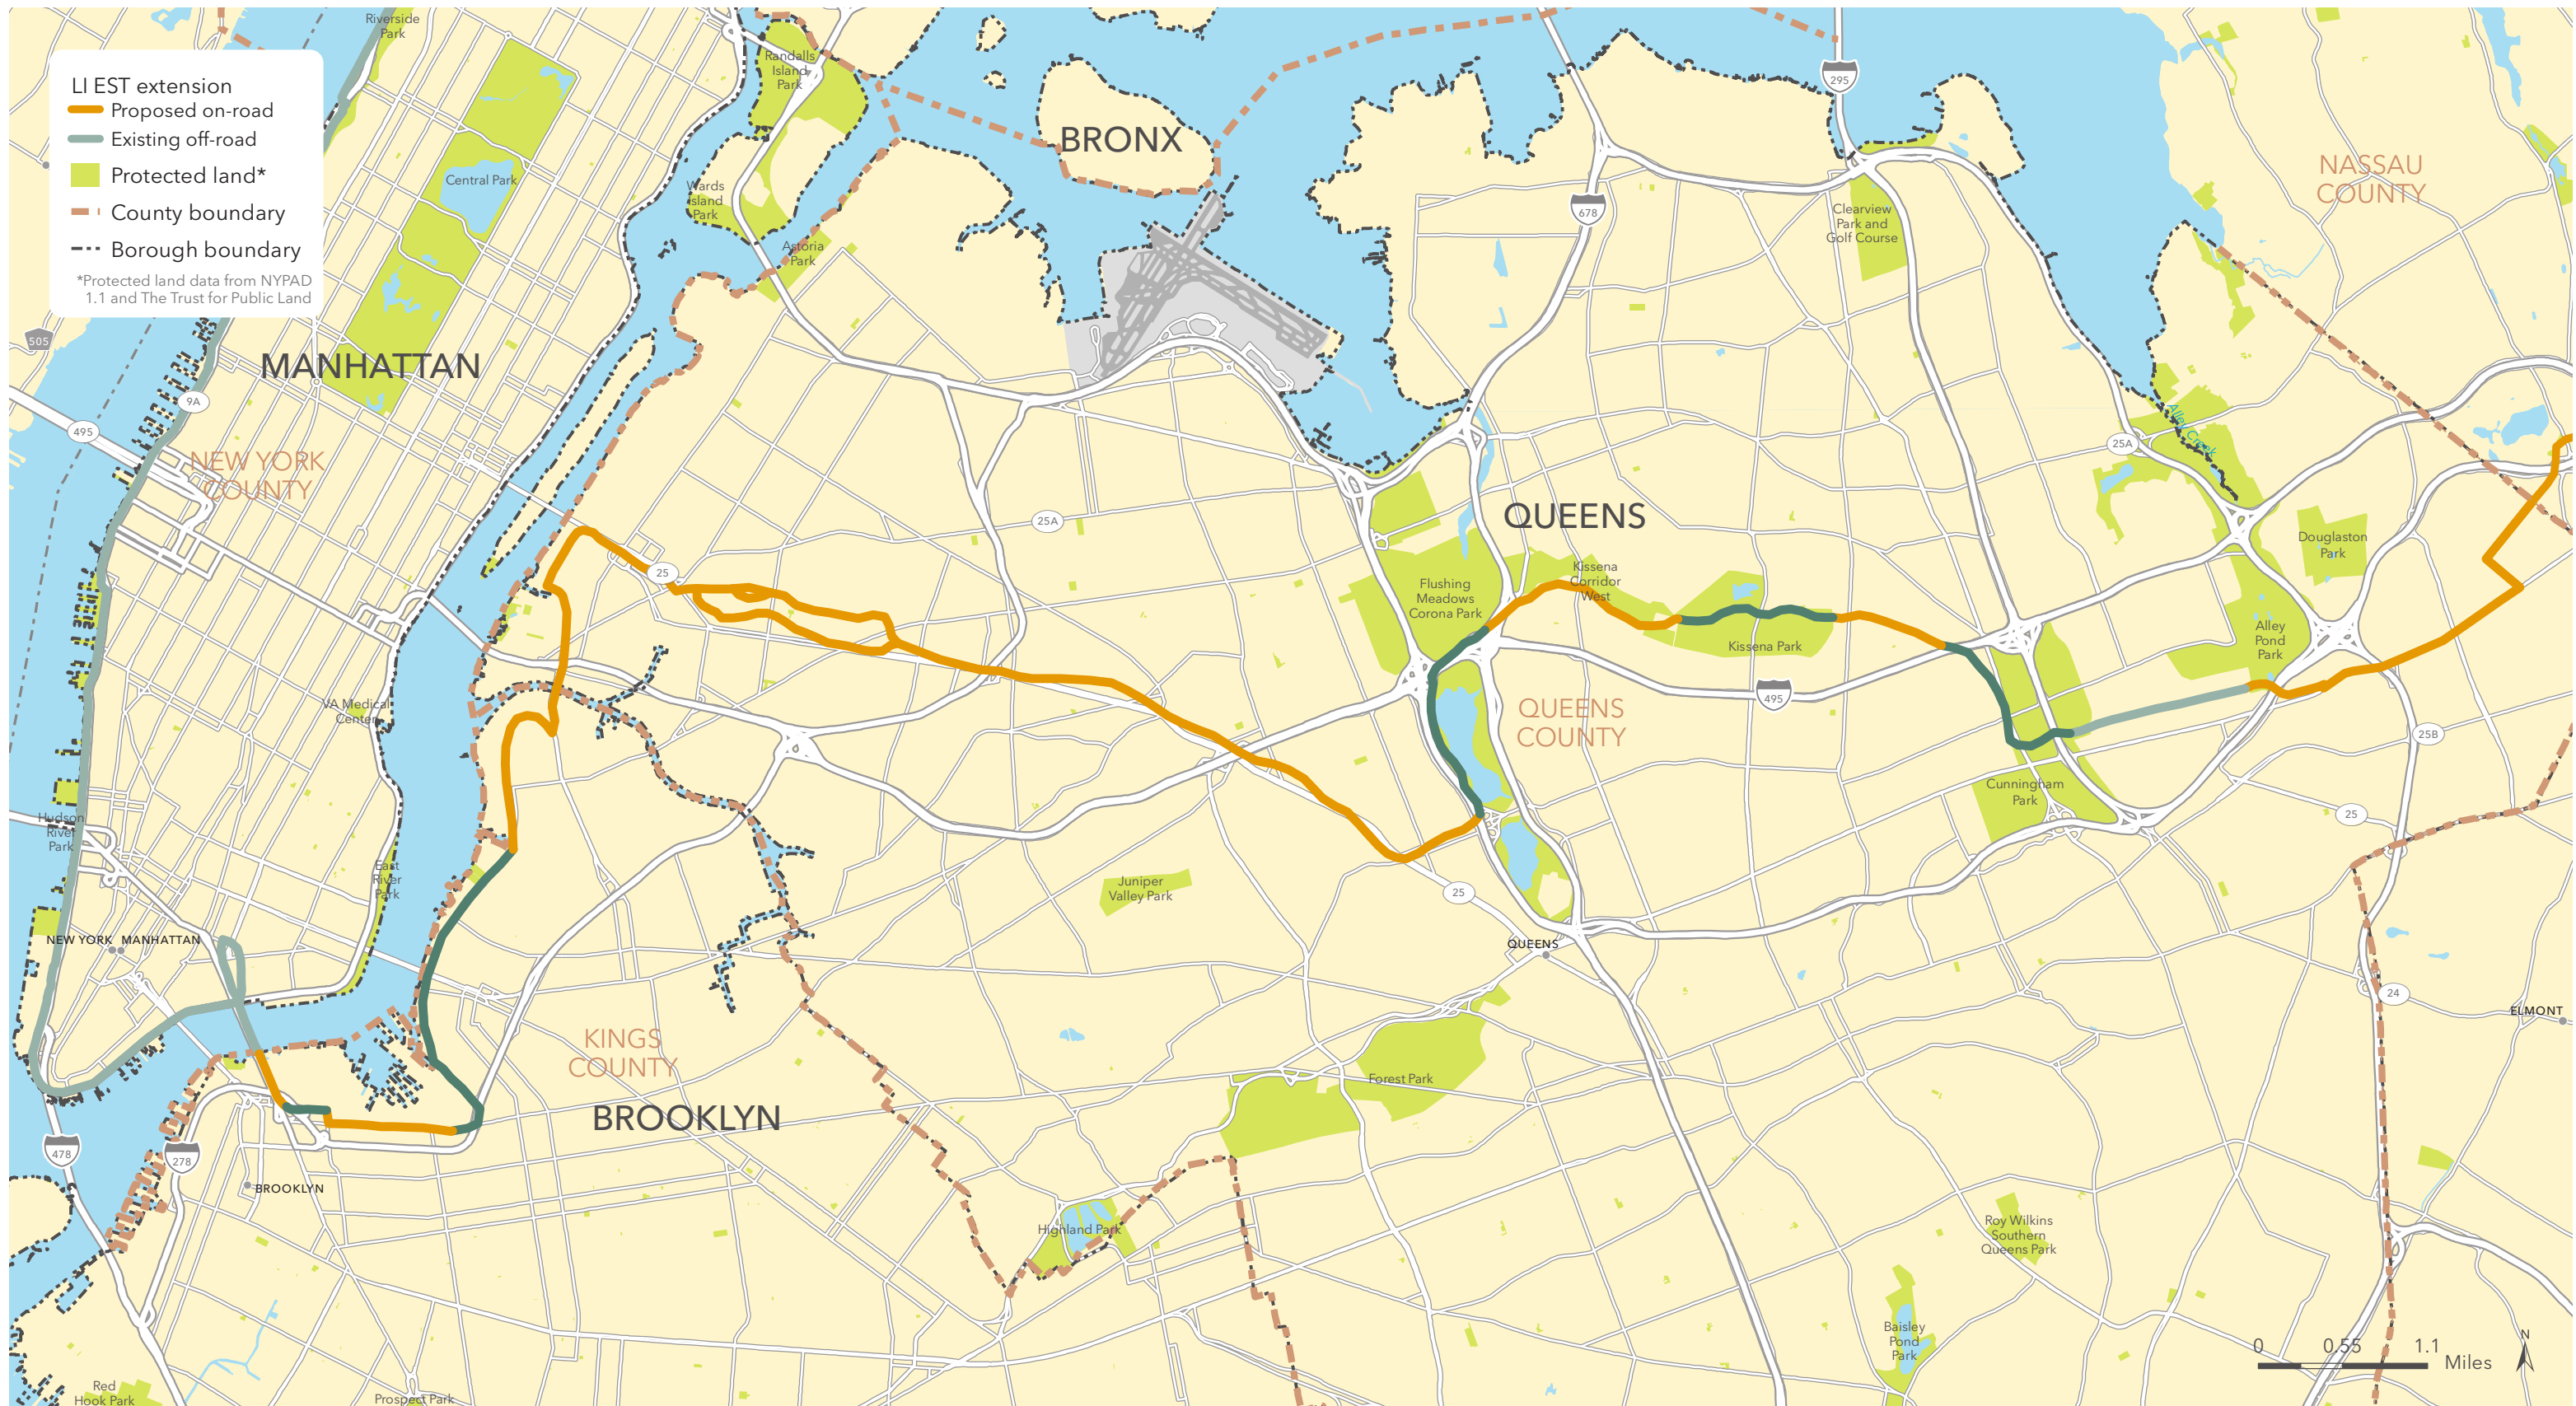 LI EST extension
Proposed on-road
Existing off-road
Protected land*
County boundary
Borough boundary
*Protected land data from NYPAD
1.1 and The Trust for Public Land
Riverside
Park
Randalls
Island
Park
BRONX
295
NASSAU
COUNTY
Central Park
Wards
Island
Park
Astoria
Park
678
Clearview
Park and
Golf Course
505
MANHATTAN
9A
495
NEW YORK
COUNTY
25A
Alley Creek
25A
QUEENS
Douglaston
Park
25
Flushing
Meadows
Corona Park
Kissena
Corridor
West
Kissena Park
Alley
Pond
Park
495
VA Medical
Center
QUEENS
COUNTY
25B
Cunningham
Park
25
Hudson
River
Park
East
River
Park
Juniper
Valley Park
25
NEW YORK
MANHATTAN
QUEENS
24
ELMONT
KINGS
COUNTY
Forest Park
BROOKLYN
478
278
BROOKLYN
Highland Park
Roy Wilkins
Southern
Queens Park
Baisley
Pond
Park
0
0.55
1.1
Miles
N
Red
Hook Park
Prospect Park